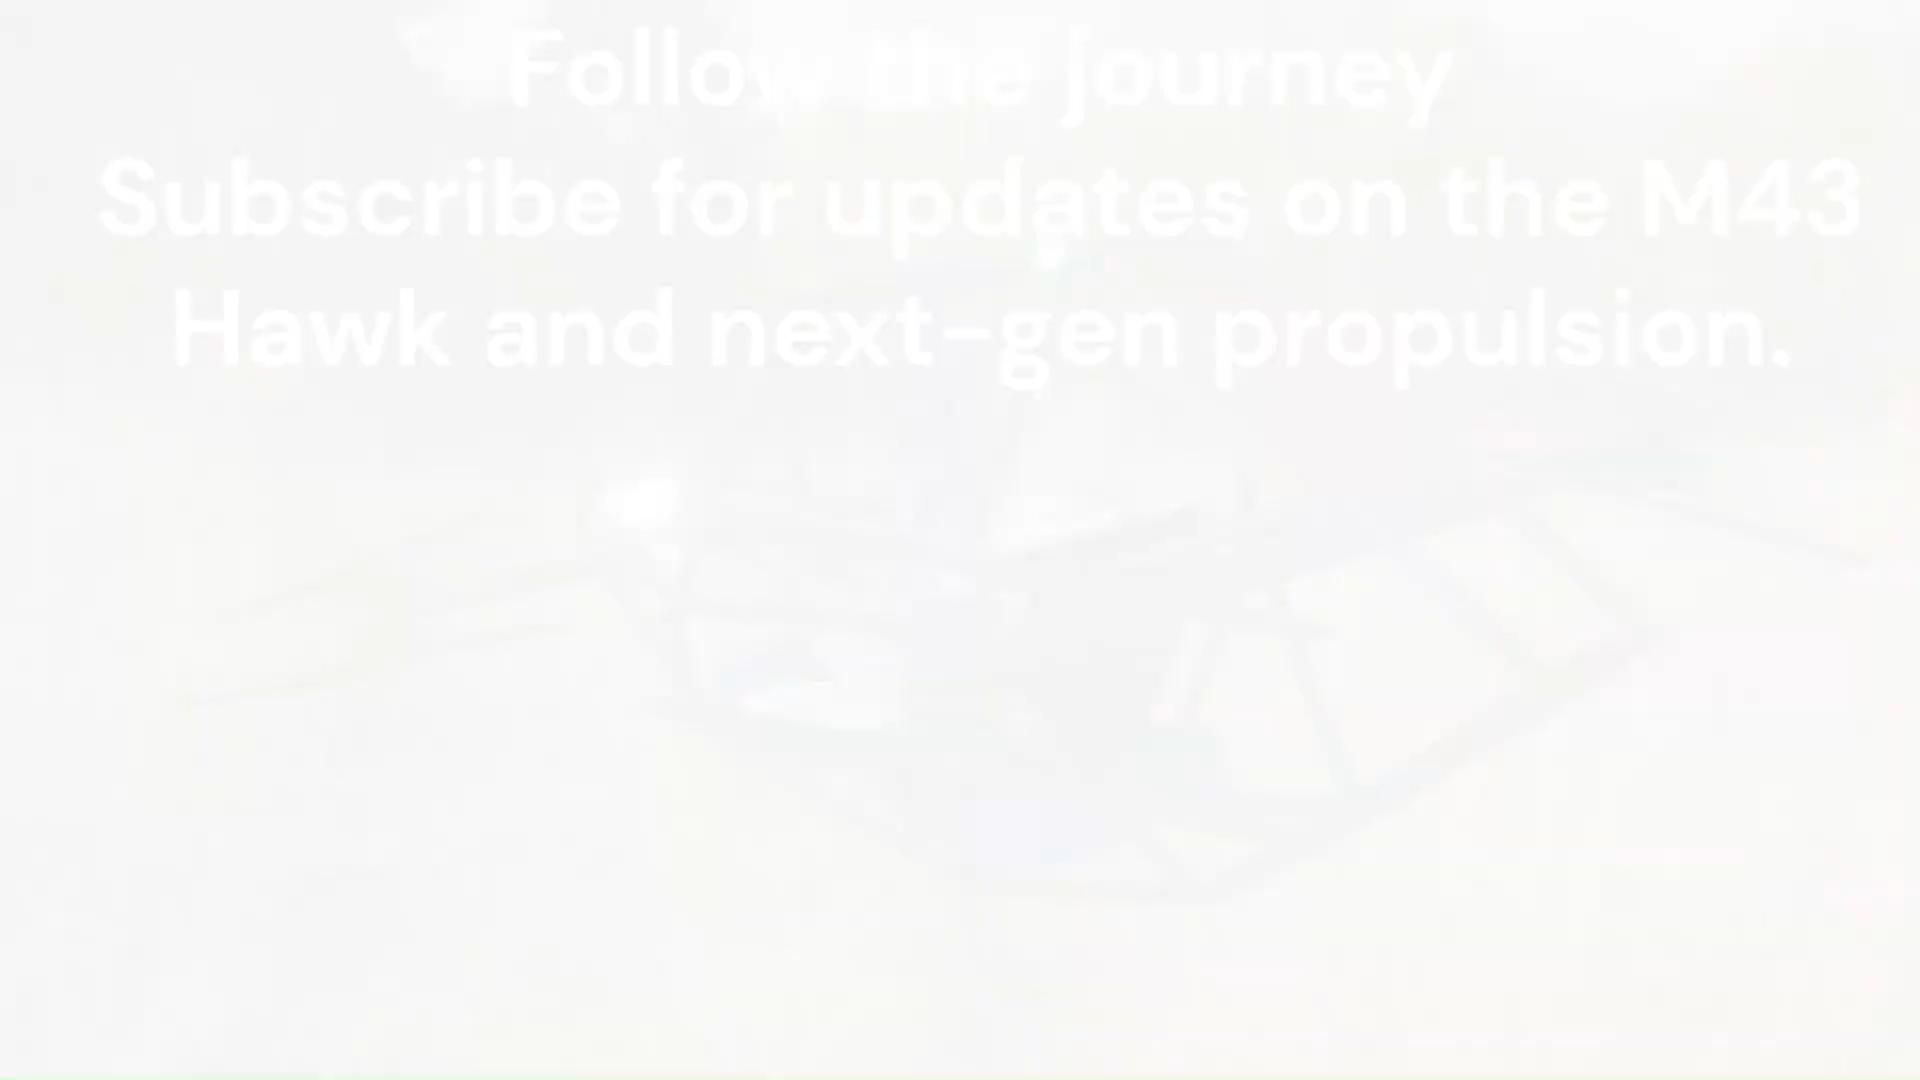 Follow the journey
Subscribe for updates on the M43
Hawk and next-gen propulsion.